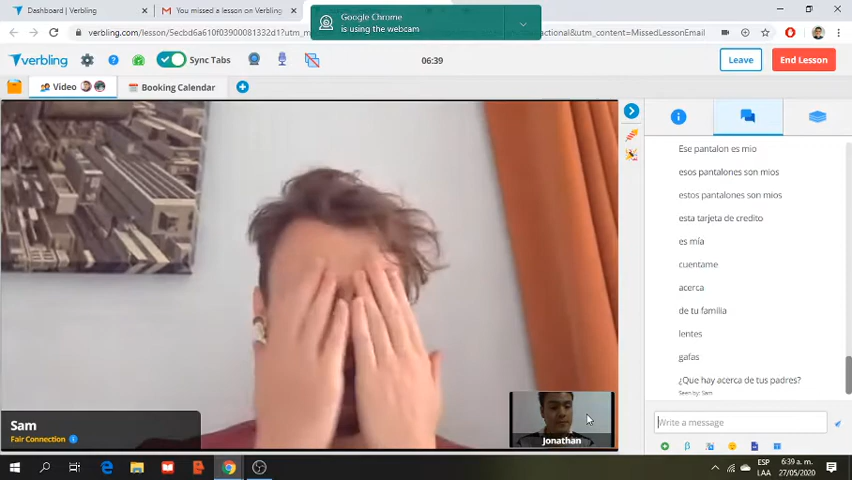 Dashboard | Verbling
You missed a lesson on Verbling
Google Chrome
is using the webcam
verbling.com/lesson/5ecbd6a610f0390081332d1?utm_
actional&utm_content=MissedLessonEmail
verbling
Sync Tabs
06:39
Leave
End Lesson
Video
Booking Calendar
Ese pantalon es mio
esos pantalones son mios
estos pantalones son mios
esta tarjeta de credito
es mía
cuentame
acerca
de tu familia
lentes
gafas
¿Que hay acerca de tus padres?
Seen by: Sam
Sam
Fair Connection
Jonathan
Write a message
ESP
LAA
6:39 a. m.
27/05/2020